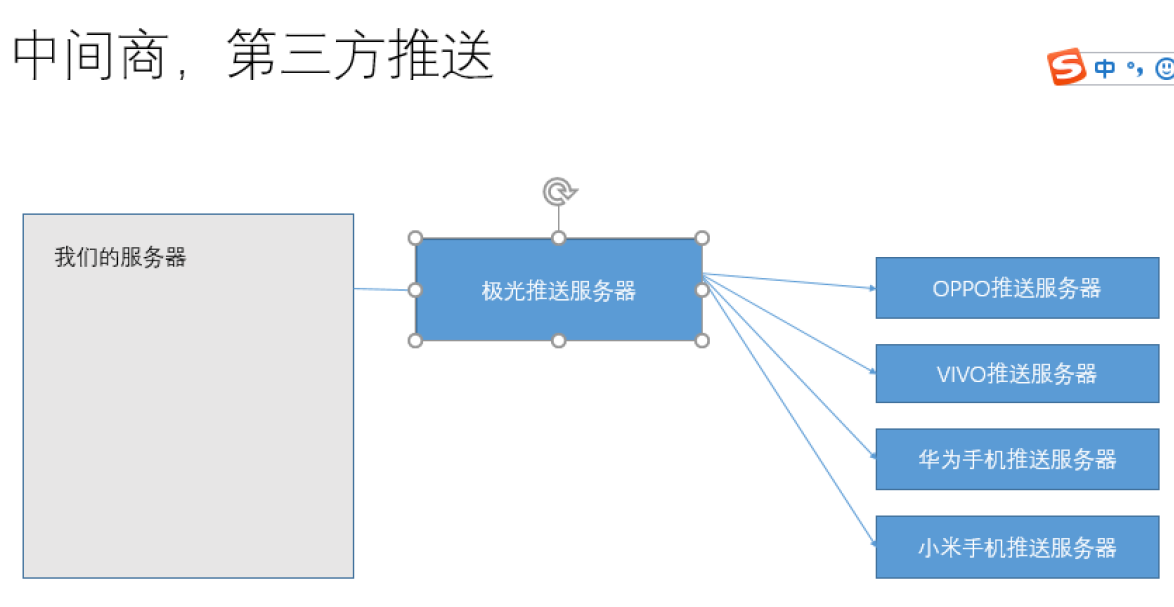 中间商，第三方推送
中 °,
我们的服务器
极光推送服务器
OPPO推送服务器
VIVO推送服务器
华为手机推送服务器
小米手机推送服务器